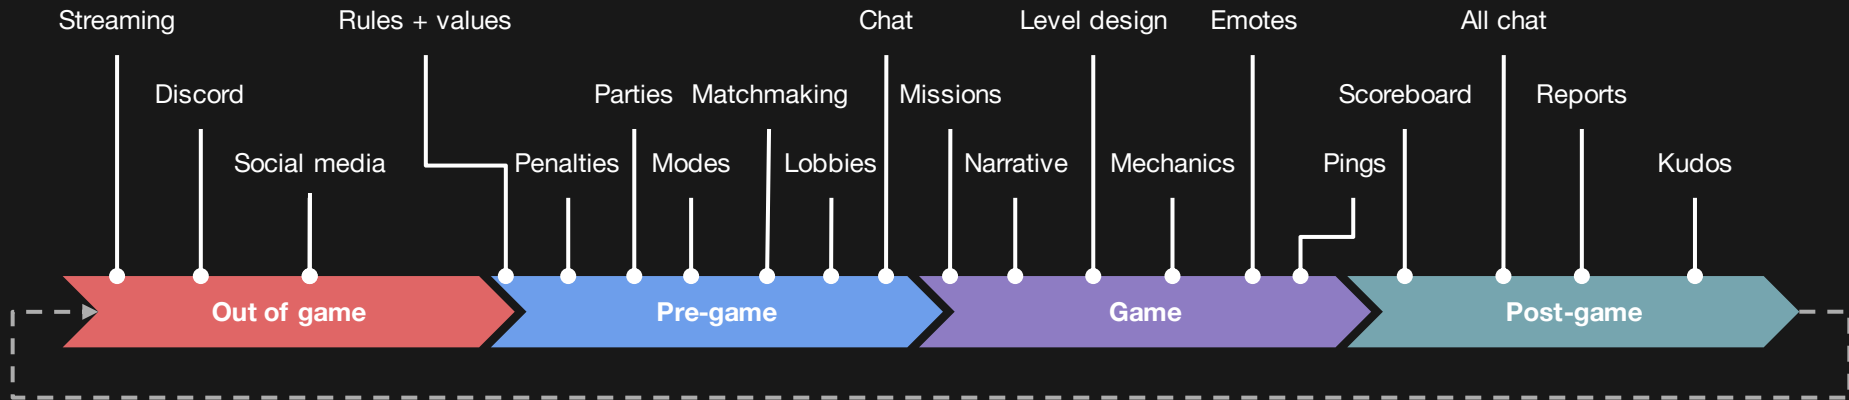 Streaming
Rules + values
Chat
Level design
Emotes
All chat
Discord
Parties
Matchmaking
Missions
Scoreboard
Reports
Social media
Penalties
Modes
Lobbies
Narrative
Mechanics
Pings
Kudos
Out of game
Pre-game
Game
Post-game